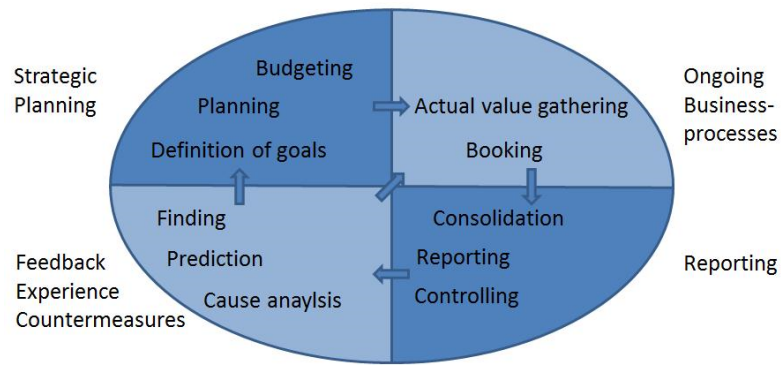 Strategic
Planning
Budgeting
Planning
Definition of goals
Actual value gathering
Booking
Ongoing
Business-
processes
Finding
Prediction
Cause anaylsis
Feedback
Experience
Countermeasures
Consolidation
Reporting
Controlling
Reporting